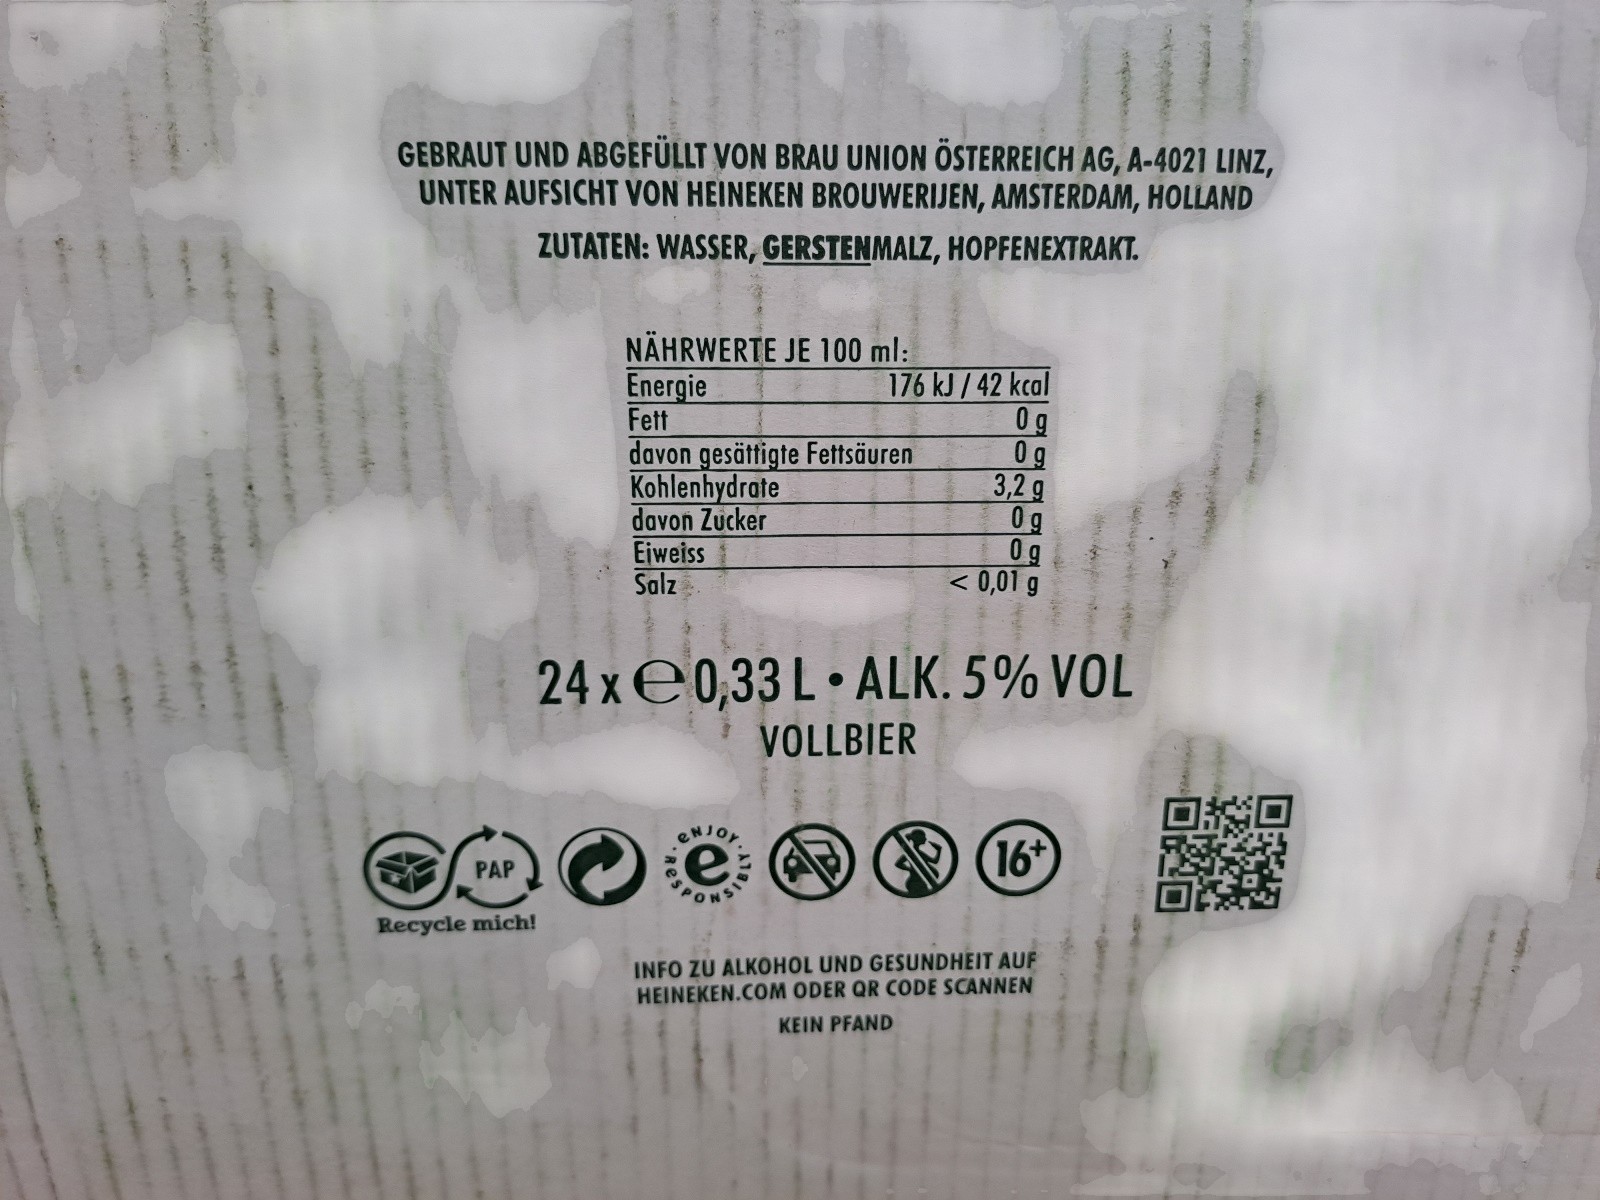 GEBRAUT UND ABGEFÜLLT VON BRAU UNION ÖSTERREICH AG, A-4021 LINZ,
UNTER AUFSICHT VON HEINEKEN BROUWERIJEN, AMSTERDAM, HOLLAND
ZUTATEN: WASSER, GERSTENMALZ, HOPFENEXTRAKT.
NÄHRWERTE JE 100 ml:
Energie 176 kJ / 42 kcal
Fett 0 g
davon gesättigte Fettsäuren 0 g
Kohlenhydrate 3,2 g
davon Zucker 0 g
Eiweiss 0 g
Salz < 0,01 g
24 x ℮ 0,33 L • ALK. 5% VOL
VOLLBIER
PAP
Recycle mich!
ENJOY · RESPONSIBLY ·
e
16+
INFO ZU ALKOHOL UND GESUNDHEIT AUF
HEINEKEN.COM ODER QR CODE SCANNEN
KEIN PFAND